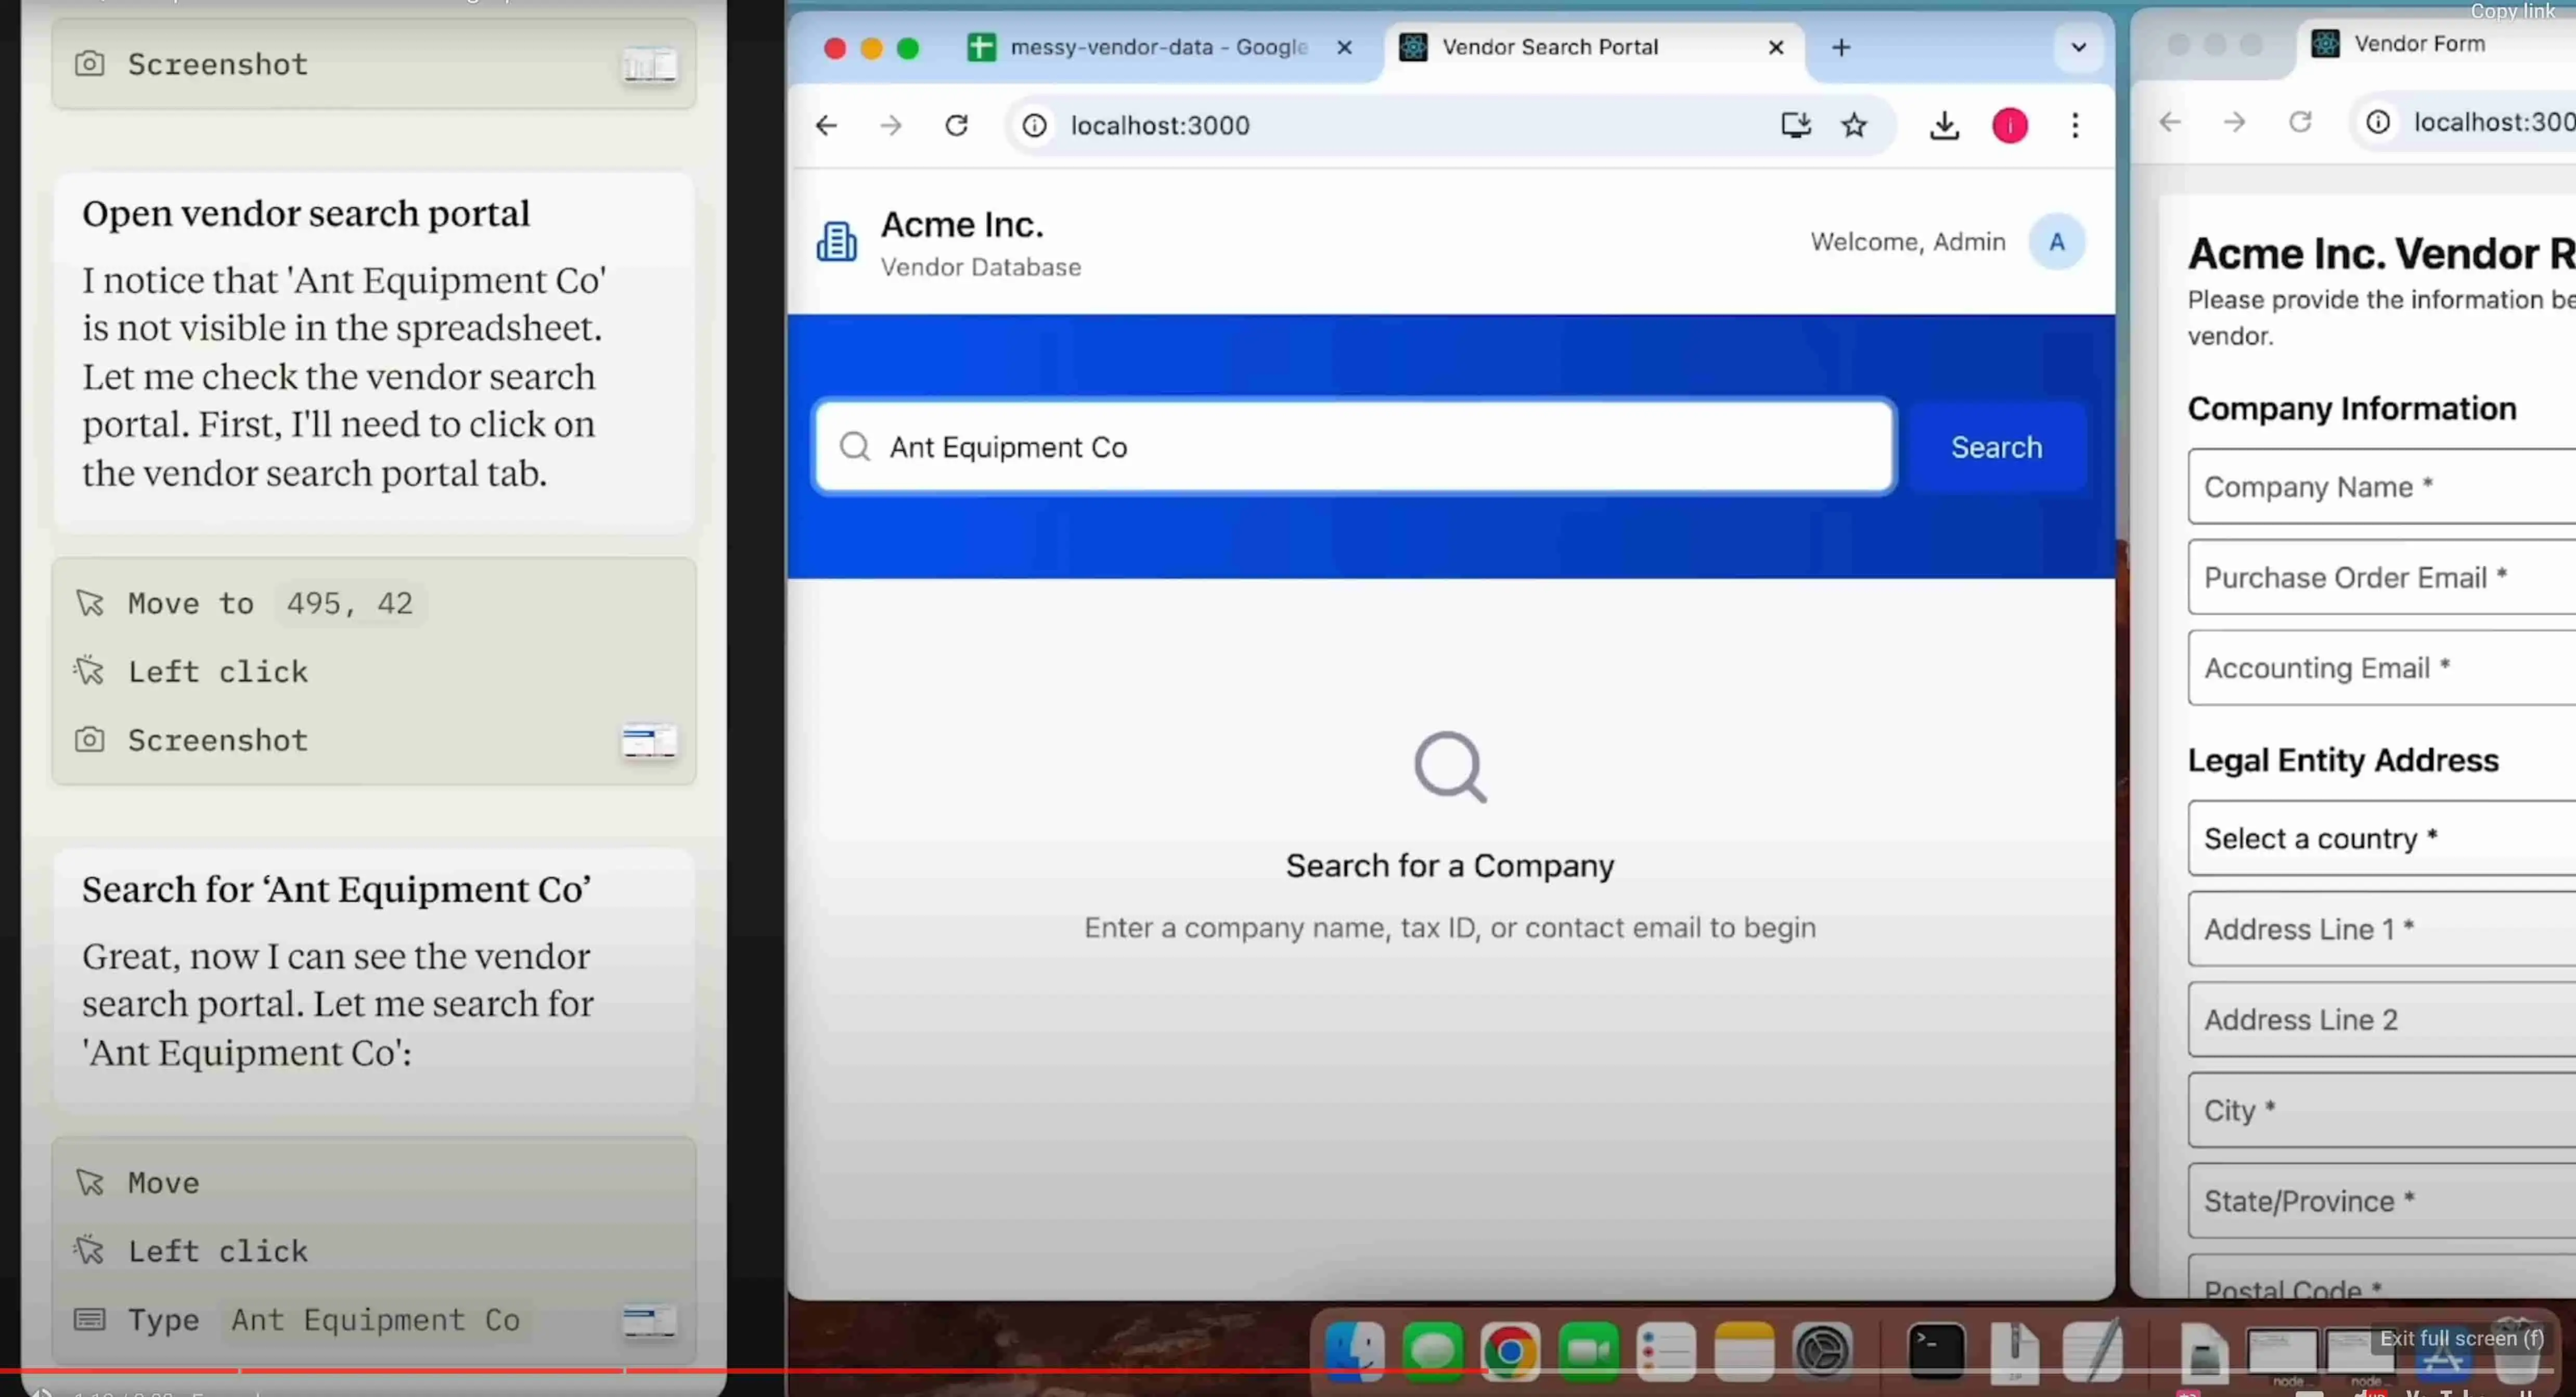 Copy link
Screenshot
Open vendor search portal
I notice that 'Ant Equipment Co'
is not visible in the spreadsheet.
Let me check the vendor search
portal. First, I'll need to click on
the vendor search portal tab.
Move to 495, 42
Left click
Screenshot
Search for ‘Ant Equipment Co’
Great, now I can see the vendor
search portal. Let me search for
'Ant Equipment Co':
Move
Left click
Type Ant Equipment Co
messy-vendor-data - Google
Vendor Search Portal
localhost:3000
i
Acme Inc.
Vendor Database
Welcome, Admin
A
Ant Equipment Co
Search
Search for a Company
Enter a company name, tax ID, or contact email to begin
Vendor Form
localhost:300
Acme Inc. Vendor R
Please provide the information be
vendor.
Company Information
Company Name *
Purchase Order Email *
Accounting Email *
Legal Entity Address
Select a country *
Address Line 1 *
Address Line 2
City *
State/Province *
Postal Code *
Exit full screen (f)
node
node